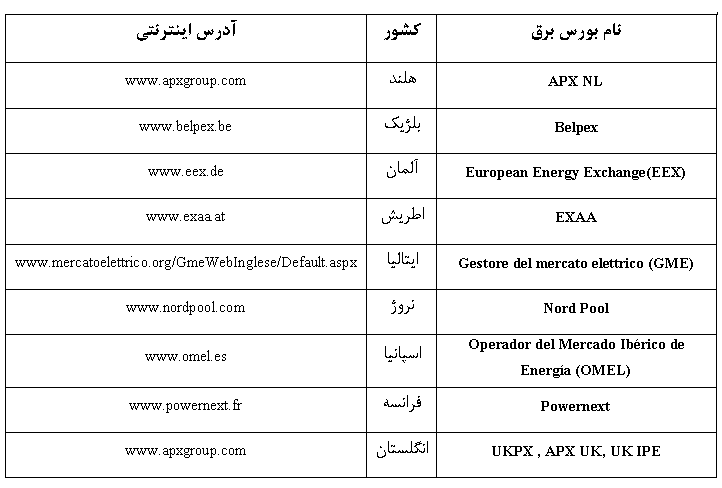 نام بورس برق کشور آدرس اینترنتی
APX NL هلند www.apxgroup.com
Belpex بلژیک www.belpex.be
European Energy Exchange(EEX) آلمان www.eex.de
EXAA اطریش www.exaa.at
Gestore del mercato elettrico (GME) ایتالیا www.mercatoelettrico.org/GmeWebInglese/Default.aspx
Nord Pool نروژ www.nordpool.com
Operador del Mercado Ibérico de
Energía (OMEL) اسپانیا www.omel.es
Powernext فرانسه www.powernext.fr
UKPX , APX UK, UK IPE انگلستان www.apxgroup.com